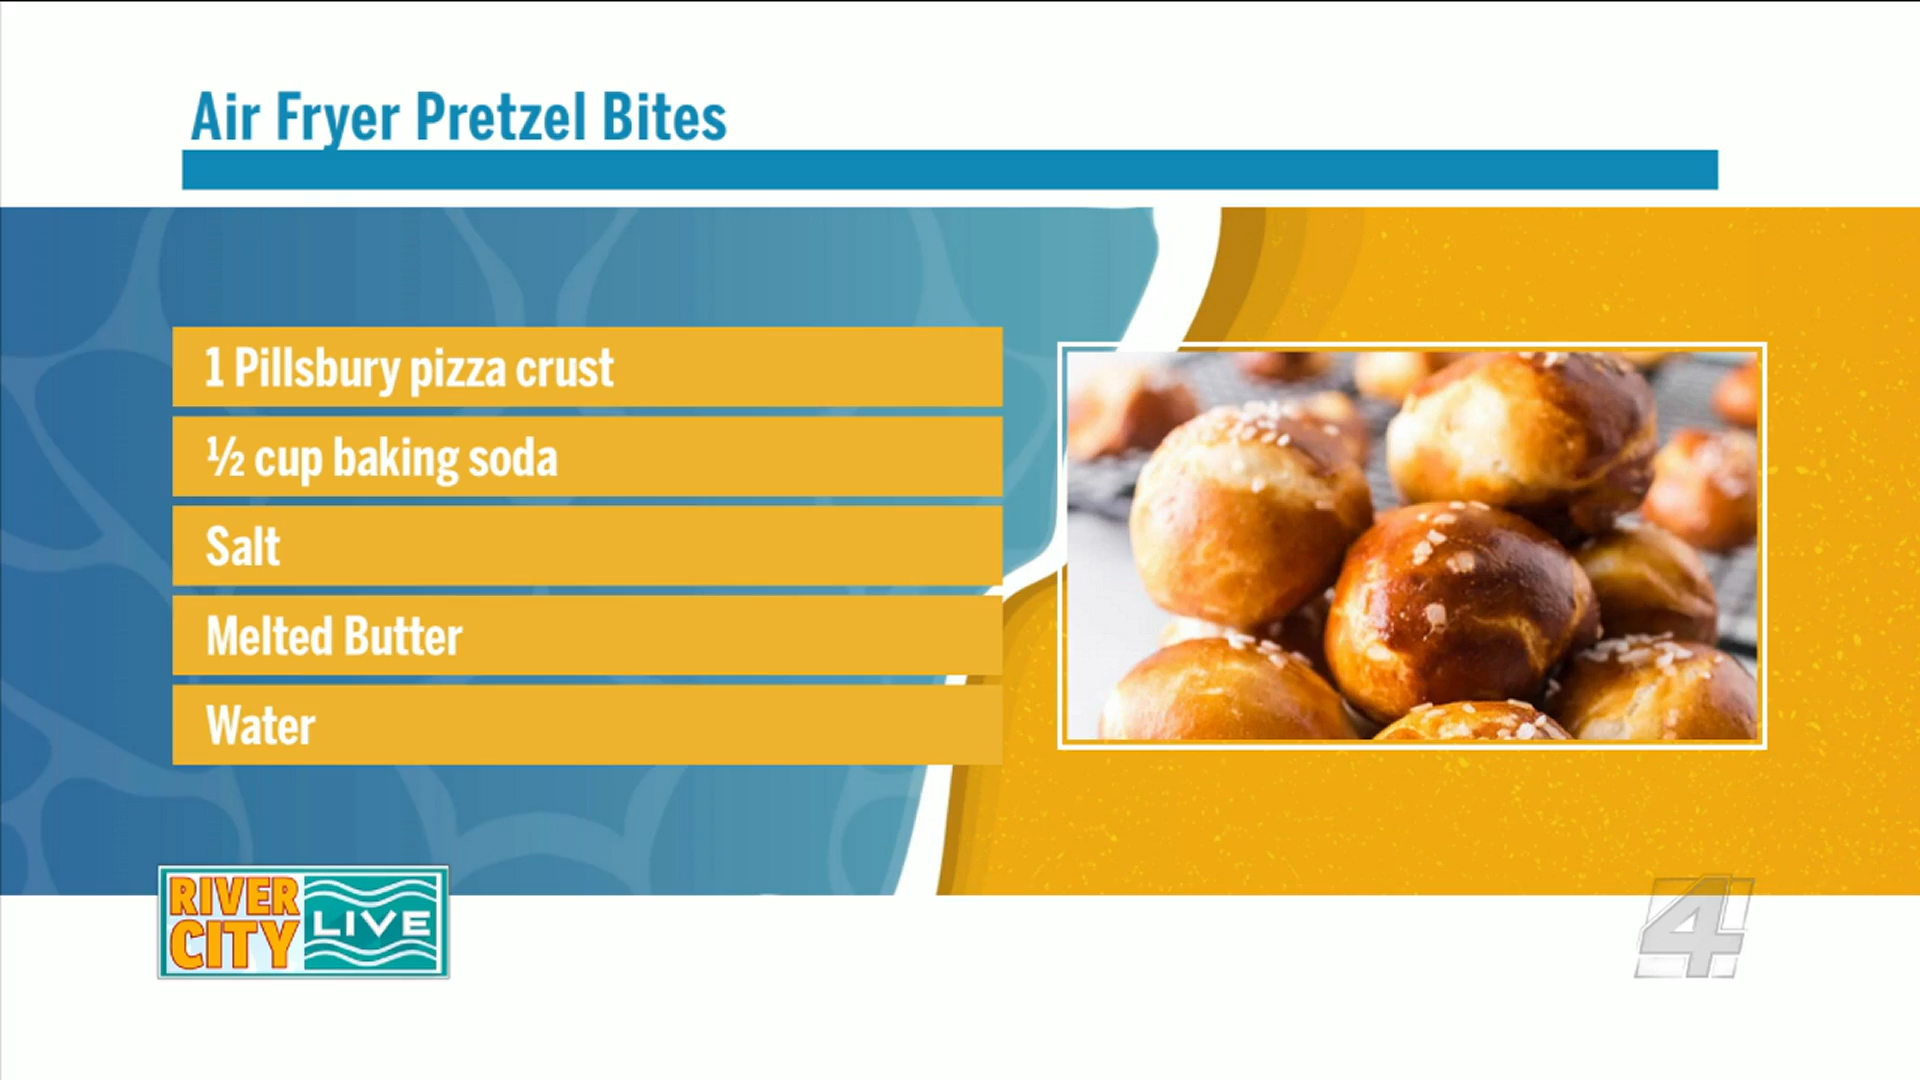 Air Fryer Pretzel Bites
1 Pillsbury pizza crust
½ cup baking soda
Salt
Melted Butter
Water
RIVER
CITY
LIVE
4